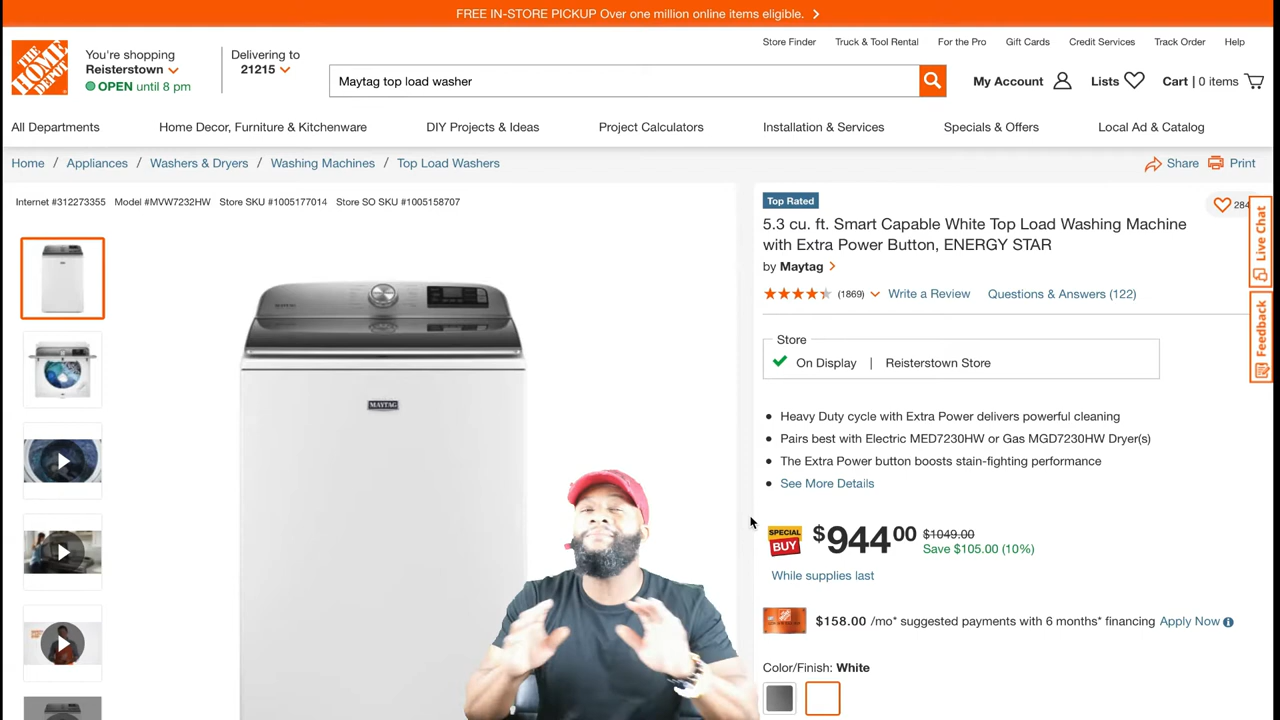 FREE IN-STORE PICKUP Over one million online items eligible.
Store Finder Truck & Tool Rental For the Pro Gift Cards Credit Services Track Order Help
THE HOME DEPOT
You're shopping
Reisterstown
OPEN until 8 pm
Delivering to
21215
Maytag top load washer
My Account Lists Cart | 0 items
All Departments Home Decor, Furniture & Kitchenware DIY Projects & Ideas Project Calculators Installation & Services Specials & Offers Local Ad & Catalog
Home / Appliances / Washers & Dryers / Washing Machines / Top Load Washers
Share Print
Internet #312273355 Model #MVW7232HW Store SKU #1005177014 Store SO SKU #1005158707
MAYTAG
Top Rated
284
5.3 cu. ft. Smart Capable White Top Load Washing Machine
with Extra Power Button, ENERGY STAR
by Maytag
(1869) Write a Review Questions & Answers (122)
Store
On Display | Reisterstown Store
Heavy Duty cycle with Extra Power delivers powerful cleaning
Pairs best with Electric MED7230HW or Gas MGD7230HW Dryer(s)
The Extra Power button boosts stain-fighting performance
See More Details
SPECIAL
BUY
$944.00 $1049.00
Save $105.00 (10%)
While supplies last
$158.00 /mo* suggested payments with 6 months* financing Apply Now
Color/Finish: White
Live Chat
Feedback